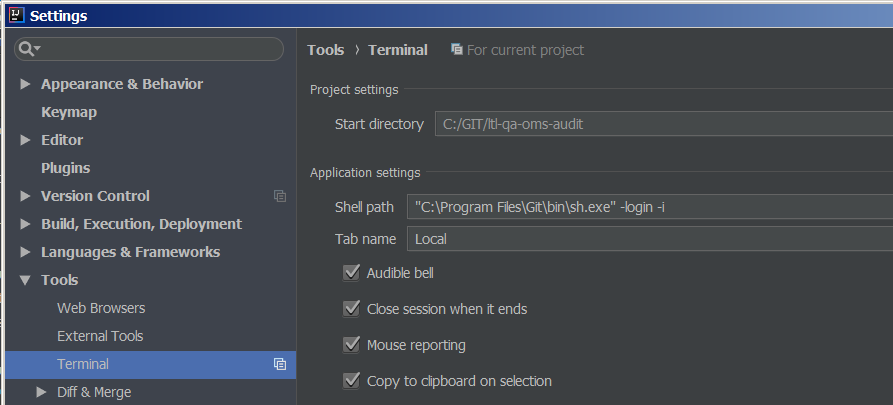 Settings
Tools › Terminal For current project
Appearance & Behavior
Keymap
Editor
Plugins
Version Control
Build, Execution, Deployment
Languages & Frameworks
Tools
Web Browsers
External Tools
Terminal
Diff & Merge
Project settings
Start directory C:/GIT/ltl-qa-oms-audit
Application settings
Shell path "C:\Program Files\Git\bin\sh.exe" -login -i
Tab name Local
Audible bell
Close session when it ends
Mouse reporting
Copy to clipboard on selection